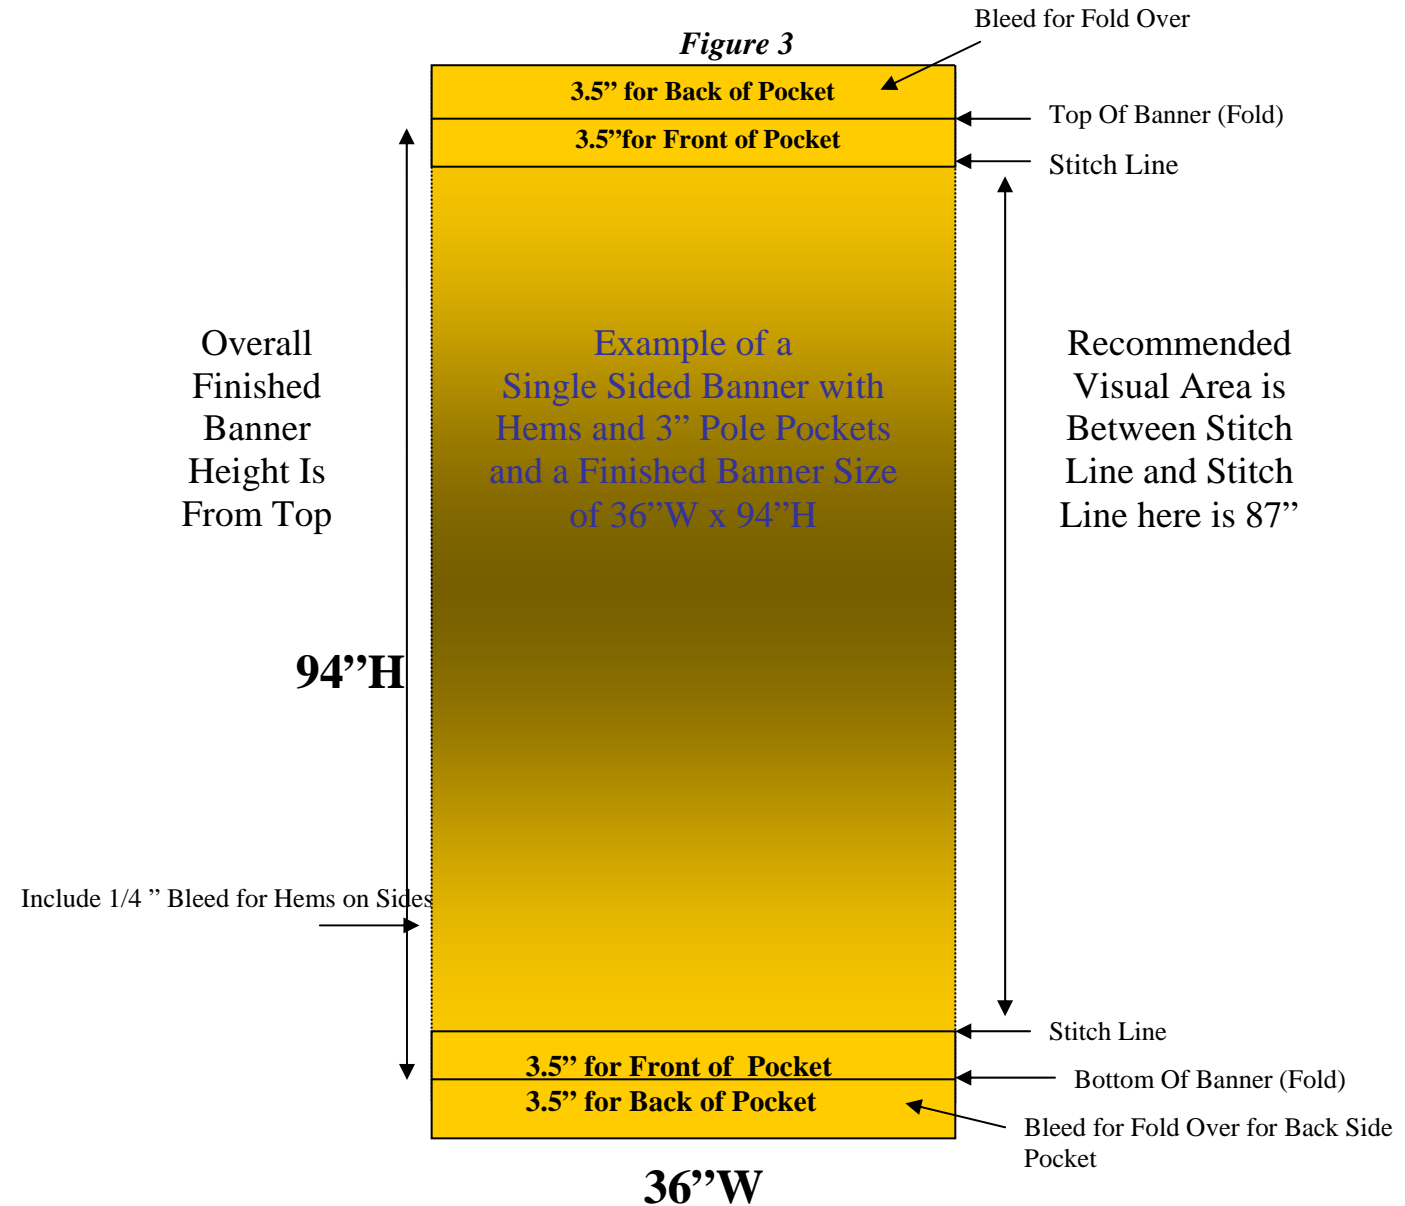 Bleed for Fold Over
Figure 3
3.5” for Back of Pocket
Top Of Banner (Fold)
3.5”for Front of Pocket
Stitch Line
Overall
Finished
Banner
Height Is
From Top
Example of a
Single Sided Banner with
Hems and 3” Pole Pockets
and a Finished Banner Size
of 36”W x 94”H
Recommended
Visual Area is
Between Stitch
Line and Stitch
Line here is 87”
94”H
Include 1/4 ” Bleed for Hems on Sides
Stitch Line
3.5” for Front of  Pocket
Bottom Of Banner (Fold)
3.5” for Back of Pocket
Bleed for Fold Over for Back Side
Pocket
36”W